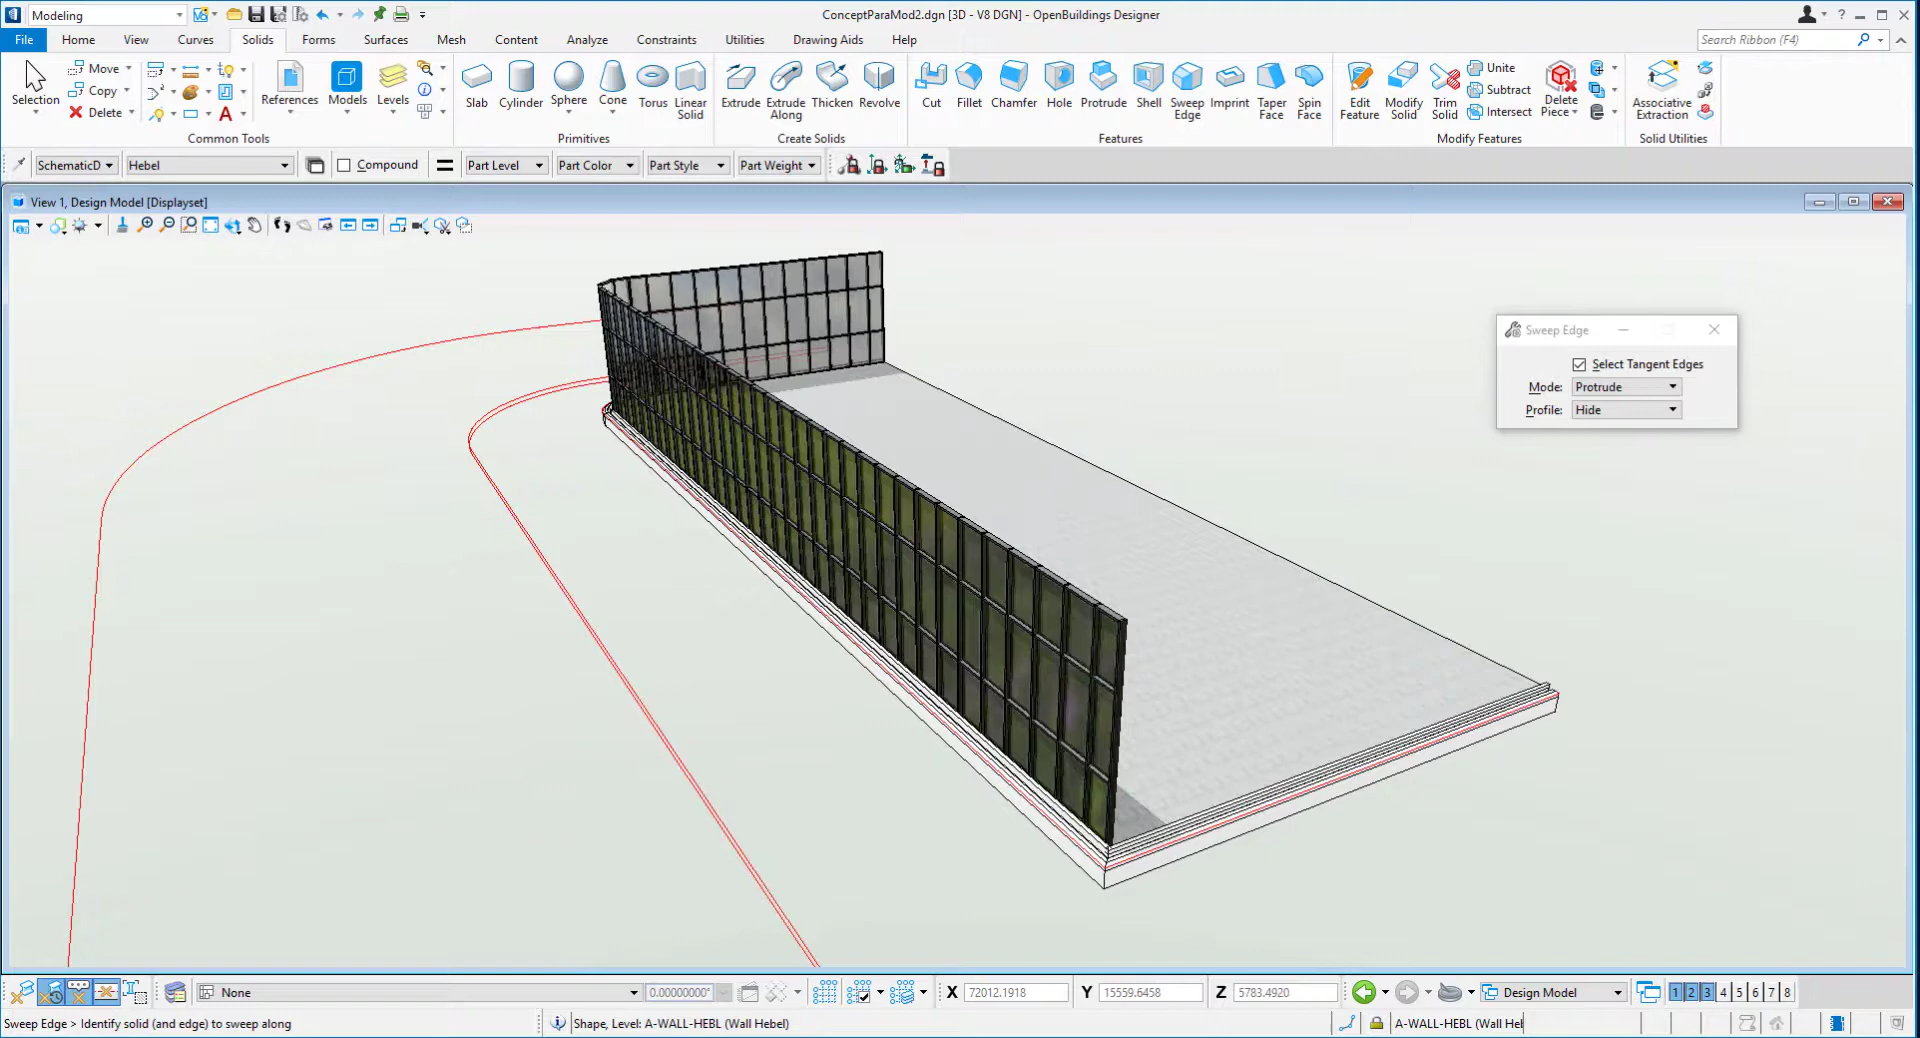 Modeling
ConceptParaMod2.dgn [3D - V8 DGN] - OpenBuildings Designer
File Home View Curves Solids Forms Surfaces Mesh Content Analyze Constraints Utilities Drawing Aids Help
Search Ribbon (F4)
Selection
Move
Copy
Delete
References Models Levels
Common Tools
Slab Cylinder Sphere Cone Torus Linear Solid
Primitives
Extrude Extrude Along Thicken Revolve
Create Solids
Cut Fillet Chamfer Hole Protrude Shell Sweep Edge Imprint Taper Face Spin Face
Features
Edit Feature Modify Solid Trim Solid
Unite
Subtract
Intersect
Delete Piece
Modify Features
Associative Extraction
Solid Utilities
SchematicD Hebel Compound Part Level Part Color Part Style Part Weight
View 1, Design Model [Displayset]
Sweep Edge
Select Tangent Edges
Mode: Protrude
Profile: Hide
None 0.00000000° X 72012.1918 Y 15559.6458 Z 5783.4920 Design Model 1 2 3 4 5 6 7 8
Sweep Edge > Identify solid (and edge) to sweep along
Shape, Level: A-WALL-HEBL (Wall Hebel)
A-WALL-HEBL (Wall Hel